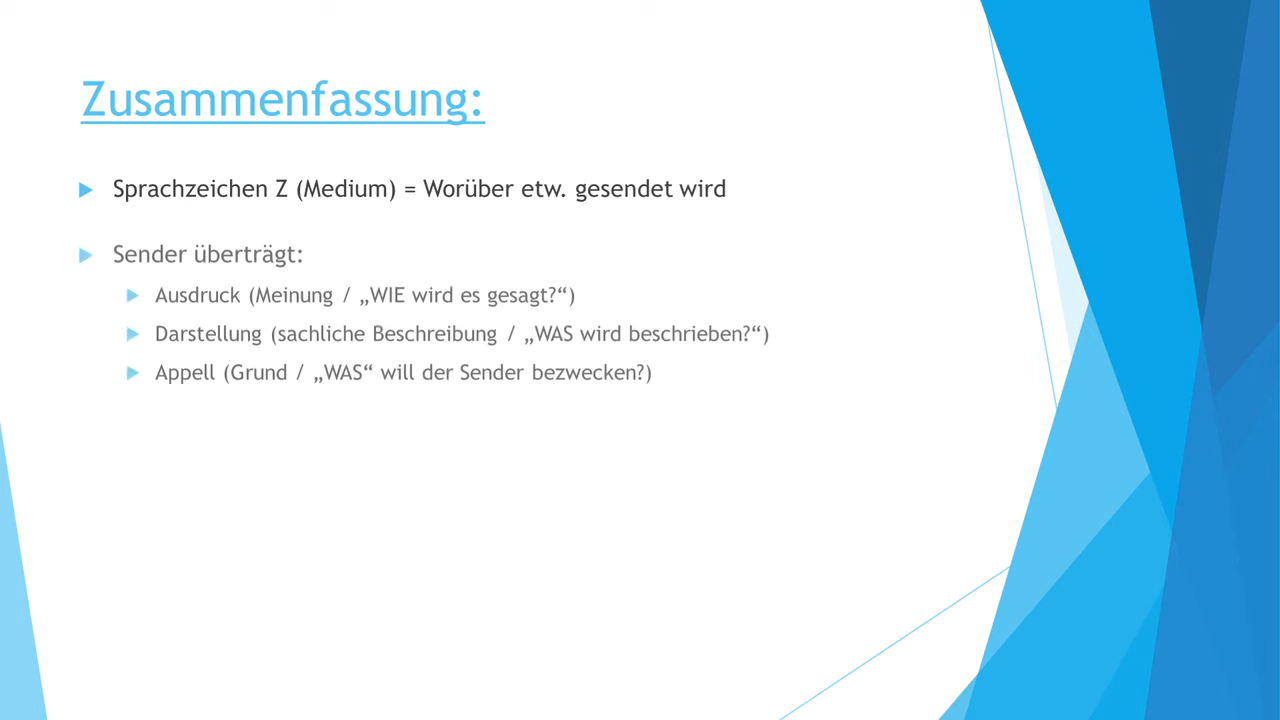 Zusammenfassung:
Sprachzeichen Z (Medium) = Worüber etw. gesendet wird
Sender überträgt:
Ausdruck (Meinung / „WIE wird es gesagt?“)
Darstellung (sachliche Beschreibung / „WAS wird beschrieben?“)
Appell (Grund / „WAS“ will der Sender bezwecken?)